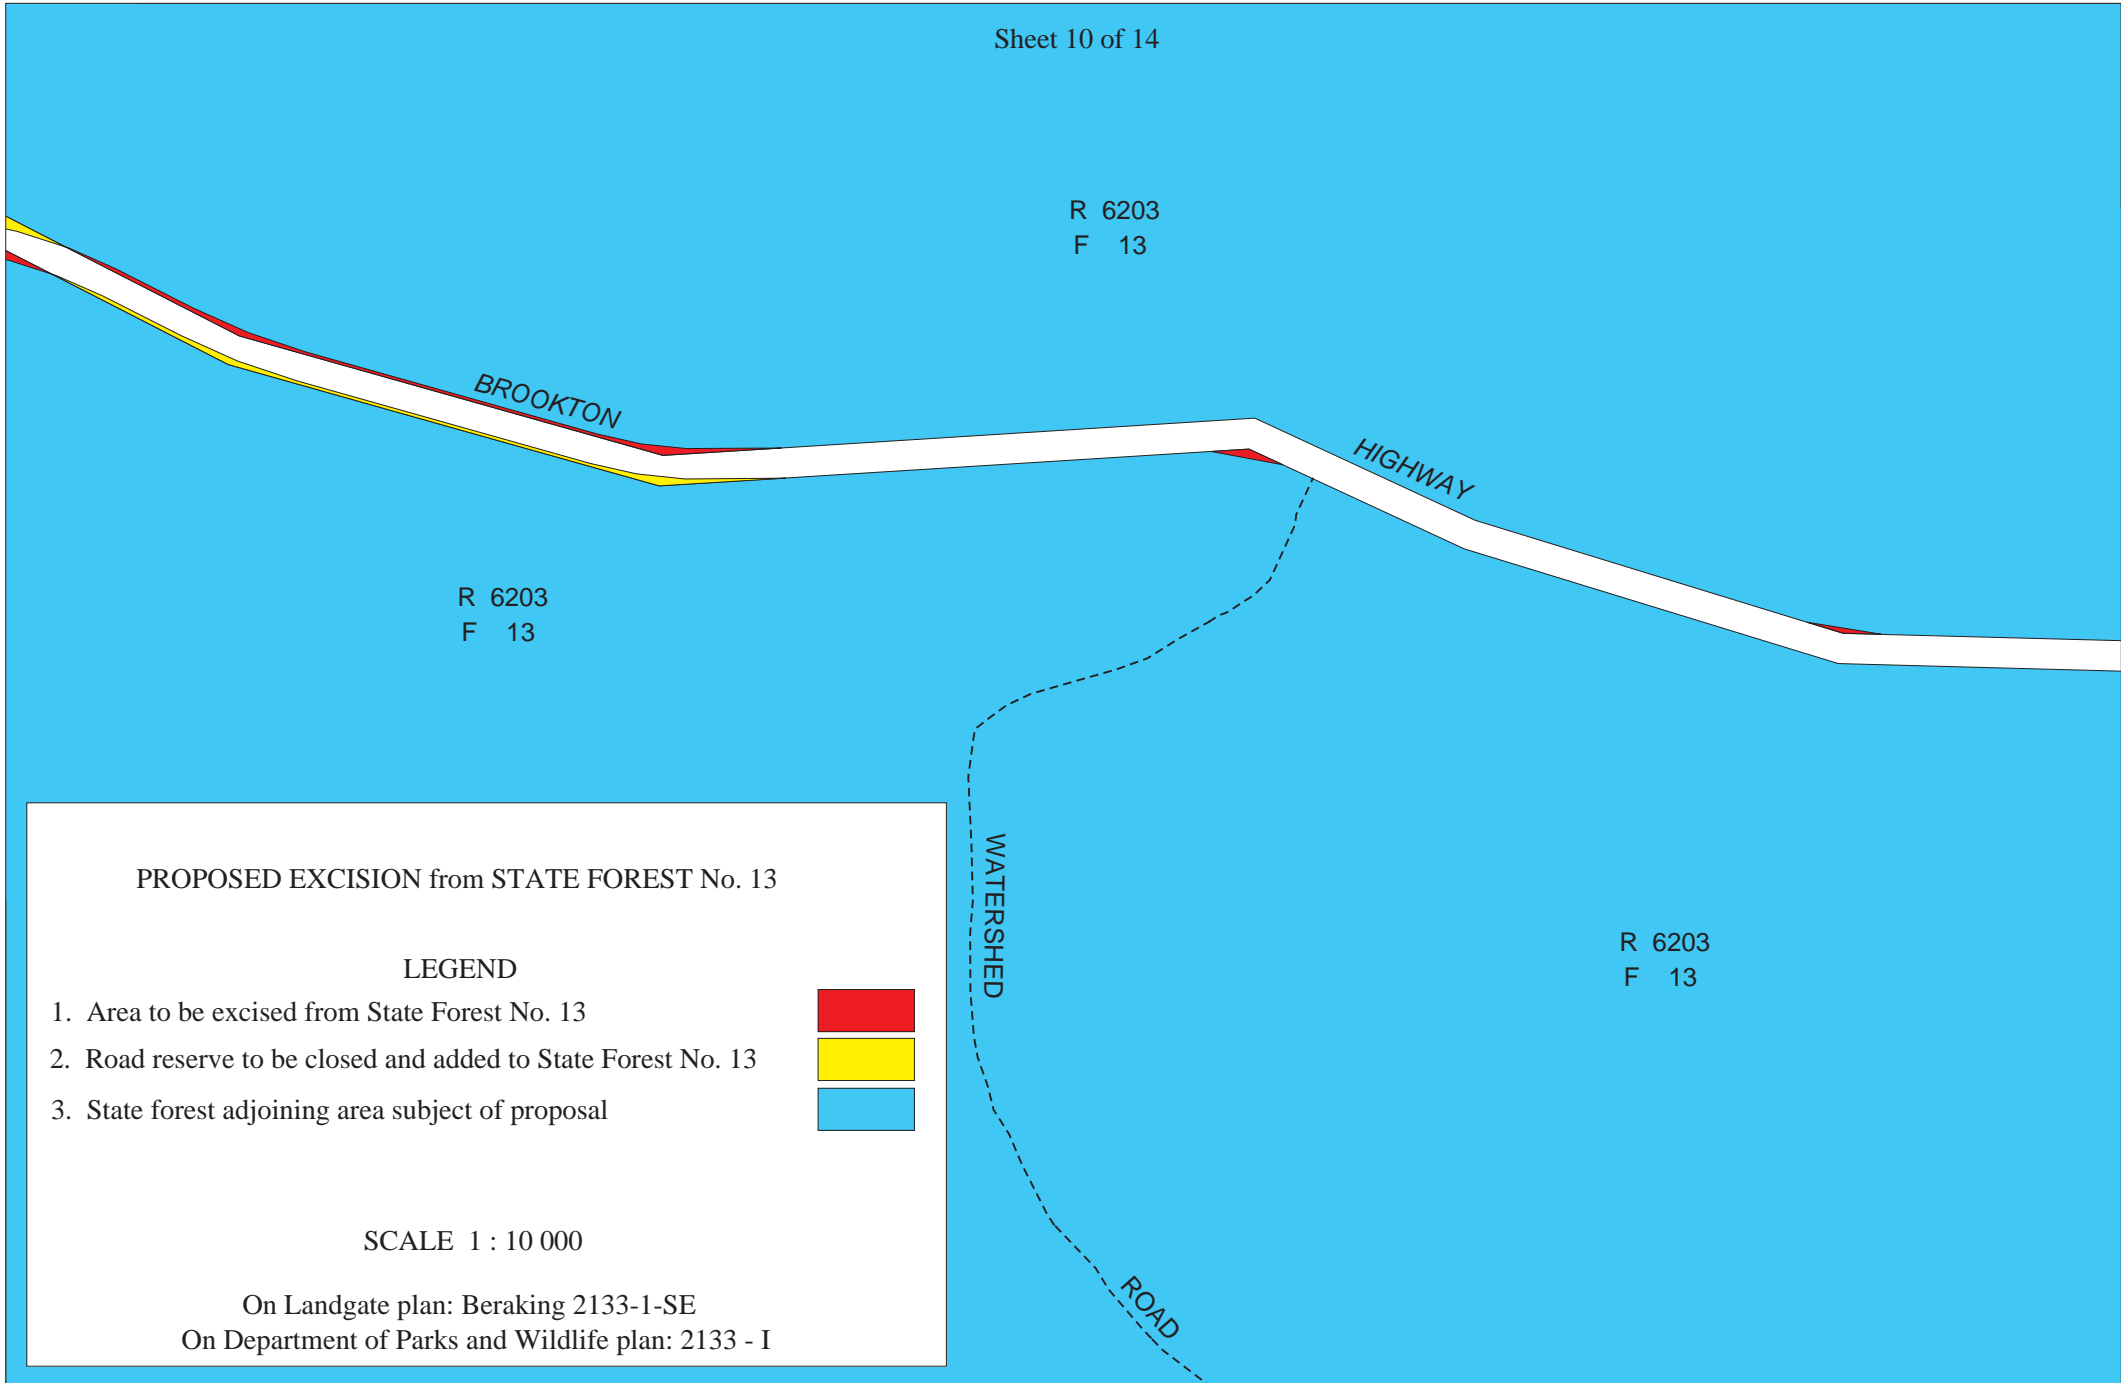 Sheet 10 of 14
R 6203
F 13
BROOKTON
HIGHWAY
R 6203
F 13
WATERSHED
R 6203
F 13
ROAD
PROPOSED EXCISION from STATE FOREST No. 13
LEGEND
1. Area to be excised from State Forest No. 13
2. Road reserve to be closed and added to State Forest No. 13
3. State forest adjoining area subject of proposal
SCALE 1 : 10 000
On Landgate plan: Beraking 2133-1-SE
On Department of Parks and Wildlife plan: 2133 - I